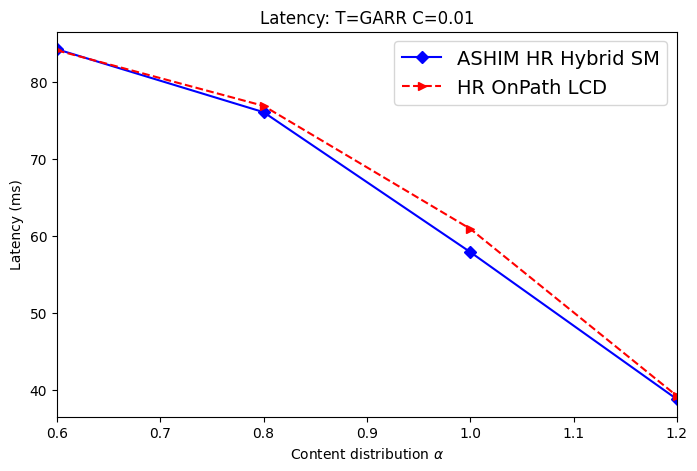 Latency: T=GARR C=0.01
ASHIM HR Hybrid SM
HR OnPath LCD
Latency (ms)
80
70
60
50
40
0.6 0.7 0.8 0.9 1.0 1.1 1.2
Content distribution α